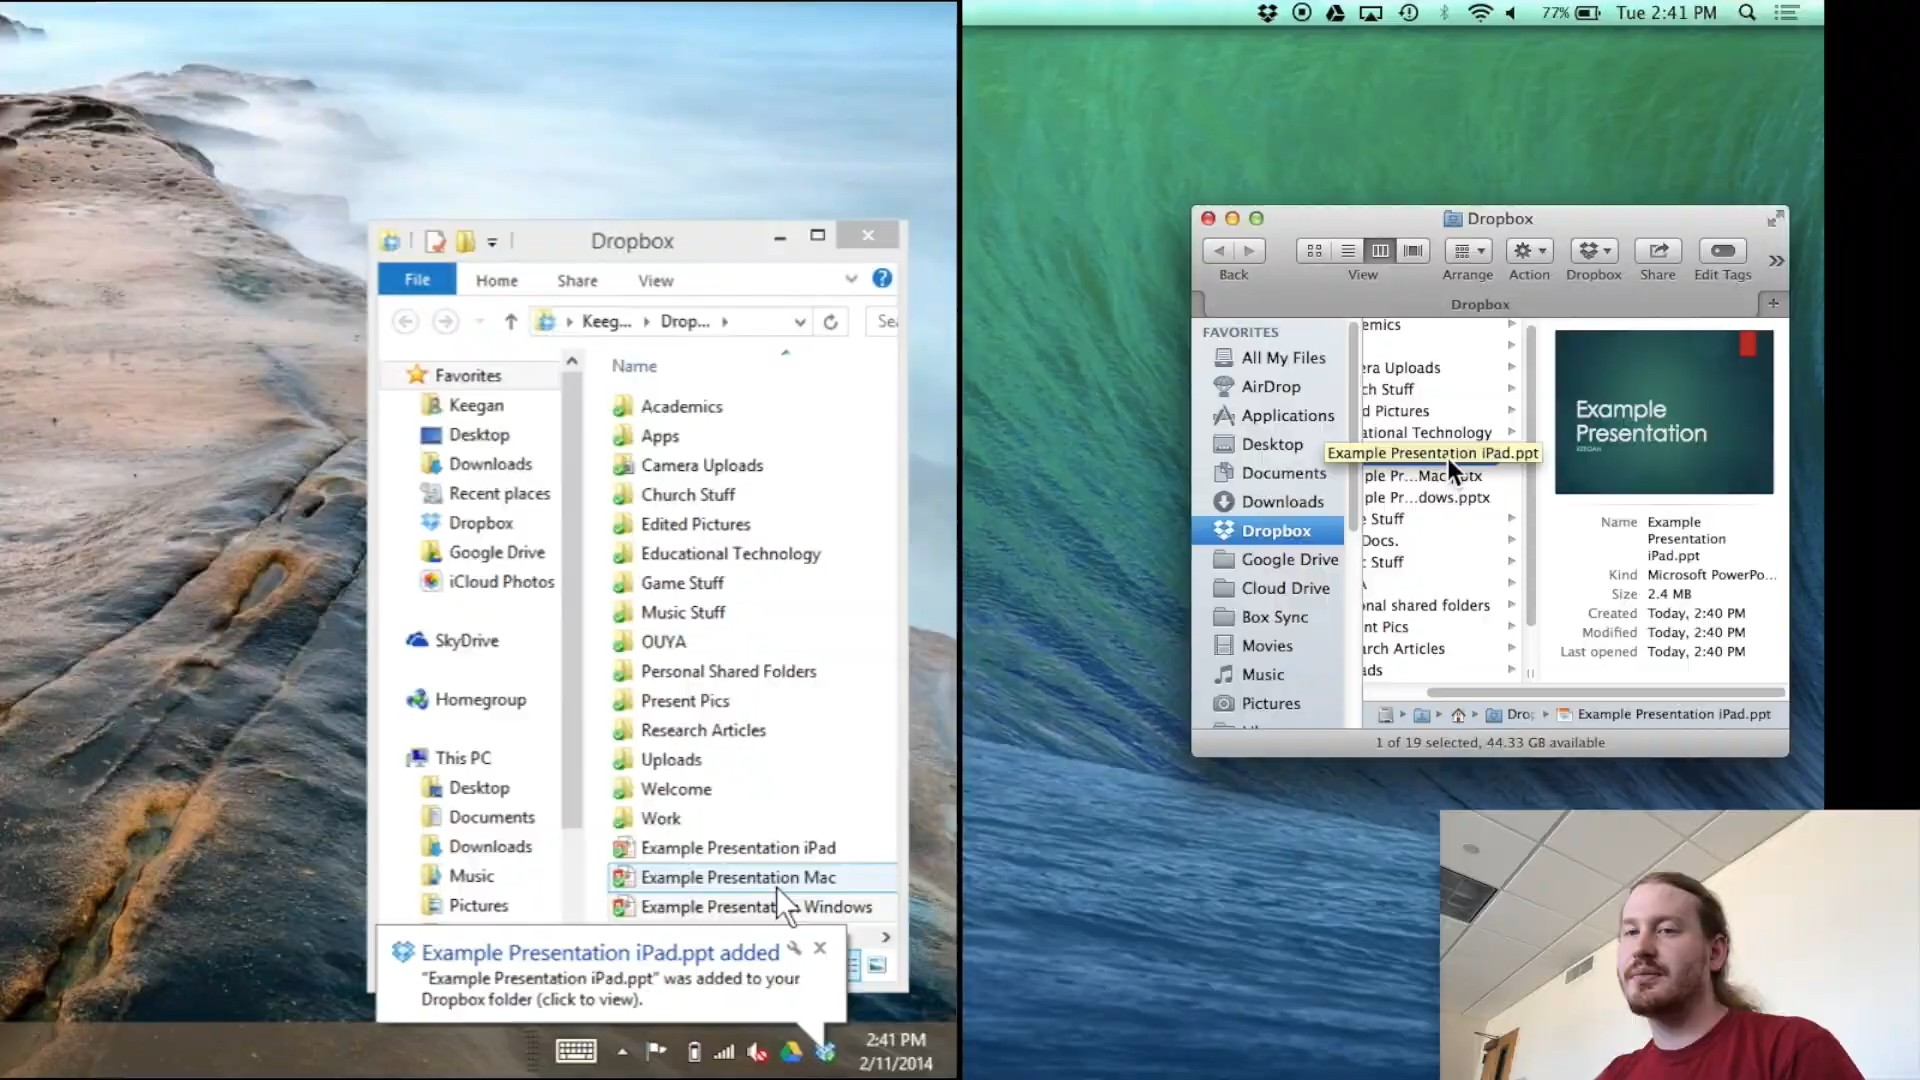 Dropbox
File Home Share View
Keeg... Drop...
Name
Favorites
Keegan
Desktop
Downloads
Recent places
Dropbox
Google Drive
iCloud Photos
SkyDrive
Homegroup
This PC
Desktop
Documents
Downloads
Music
Pictures
Academics
Apps
Camera Uploads
Church Stuff
Edited Pictures
Educational Technology
Game Stuff
Music Stuff
OUYA
Personal Shared Folders
Present Pics
Research Articles
Uploads
Welcome
Work
Example Presentation iPad
Example Presentation Mac
Example Presentat Windows
Example Presentation iPad.ppt added
"Example Presentation iPad.ppt" was added to your
Dropbox folder (click to view).
2:41 PM
2/11/2014
77% Tue 2:41 PM
Dropbox
Back View Arrange Action Dropbox Share Edit Tags
Dropbox
FAVORITES
All My Files
AirDrop
Applications
Desktop
Documents
Downloads
Dropbox
Google Drive
Cloud Drive
Box Sync
Movies
Music
Pictures
emics
era Uploads
ch Stuff
d Pictures
ational Technology
Example Presentation iPad.ppt
ple Pr...dows.pptx
e Stuff
Docs.
c Stuff
nal shared folders
nt Pics
arch Articles
ads
Example
Presentation
KEEGAN
Name Example
Presentation
iPad.ppt
Kind Microsoft PowerPo...
Size 2.4 MB
Created Today, 2:40 PM
Modified Today, 2:40 PM
Last opened Today, 2:40 PM
Example Presentation iPad.ppt
1 of 19 selected, 44.33 GB available